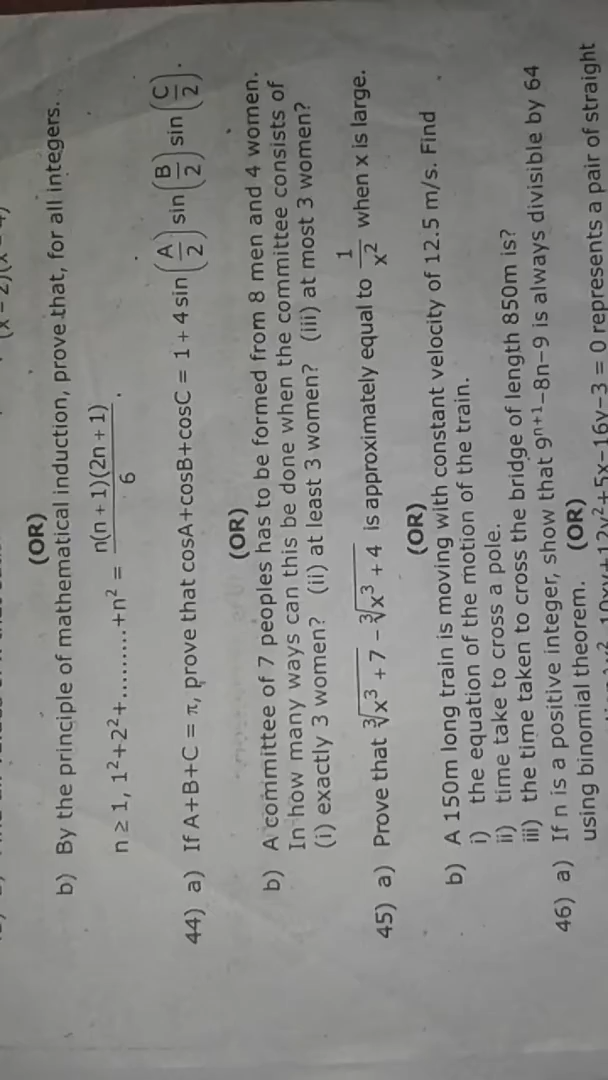 (OR)
b) By the principle of mathematical induction, prove that, for all integers.
n ≥ 1, 1²+2²+.........+n² = n(n+1)(2n+1)/6 .
44) a) If A+B+C = π, prove that cosA+cosB+cosC = 1+4 sin(A/2) sin(B/2) sin(C/2).
(OR)
b) A committee of 7 peoples has to be formed from 8 men and 4 women.
In how many ways can this be done when the committee consists of
(i) exactly 3 women? (ii) at least 3 women? (iii) at most 3 women?
45) a) Prove that ∛(x³+7) − ∛(x³+4) is approximately equal to 1/x² when x is large.
(OR)
b) A 150m long train is moving with constant velocity of 12.5 m/s. Find
i) the equation of the motion of the train.
ii) time take to cross a pole.
iii) the time taken to cross the bridge of length 850m is?
46) a) If n is a positive integer, show that 9ⁿ⁺¹−8n−9 is always divisible by 64
using binomial theorem. (OR)
10xy+12y²+5x−16y−3 = 0 represents a pair of straight